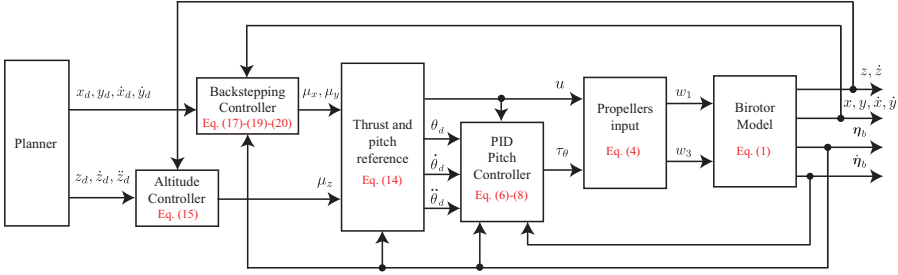 Planner
x_d, y_d, ẋ_d, ẏ_d
z_d, ż_d, z̈_d
Backstepping
Controller
Eq. (17)-(19)-(20)
Altitude
Controller
Eq. (15)
μ_x, μ_y
μ_z
Thrust and
pitch
reference
Eq. (14)
θ_d
θ̇_d
θ̈_d
PID
Pitch
Controller
Eq. (6)-(8)
u
τ_θ
Propellers
input
Eq. (4)
w_1
w_3
Birotor
Model
Eq. (1)
z, ż
x, y, ẋ, ẏ
η_b
η̇_b